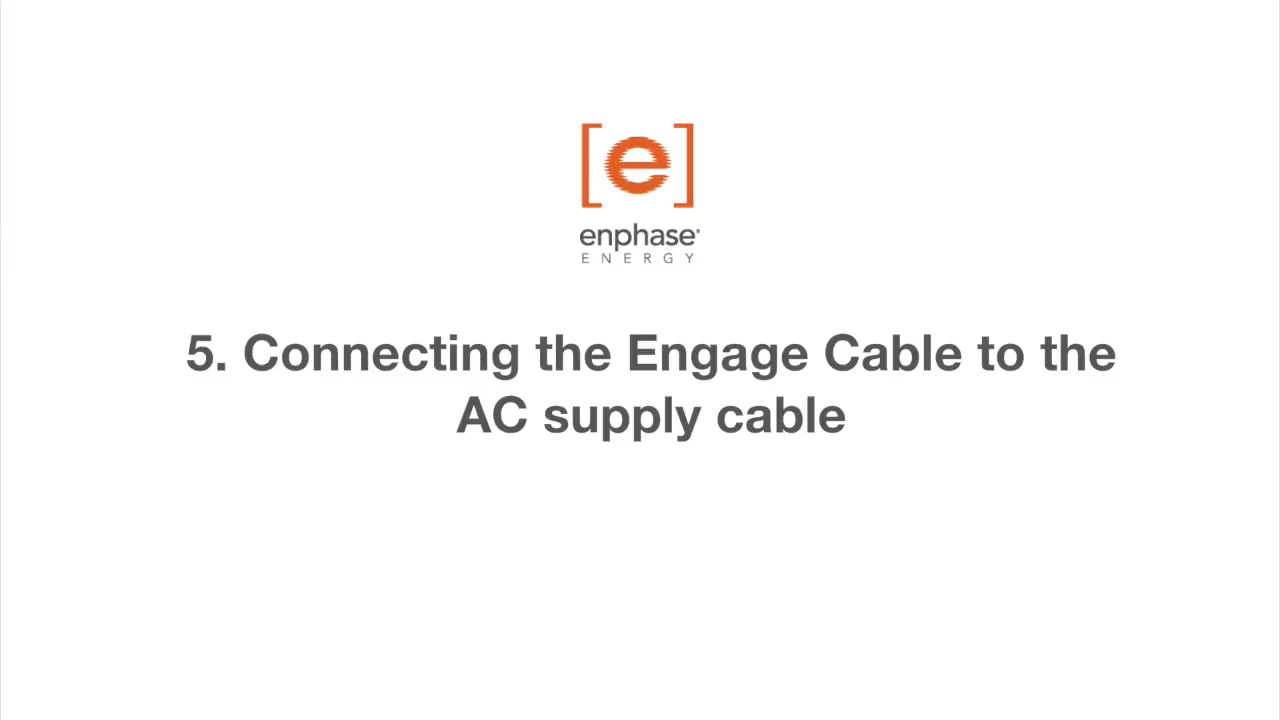 [e]
enphase®
ENERGY
5. Connecting the Engage Cable to the
AC supply cable